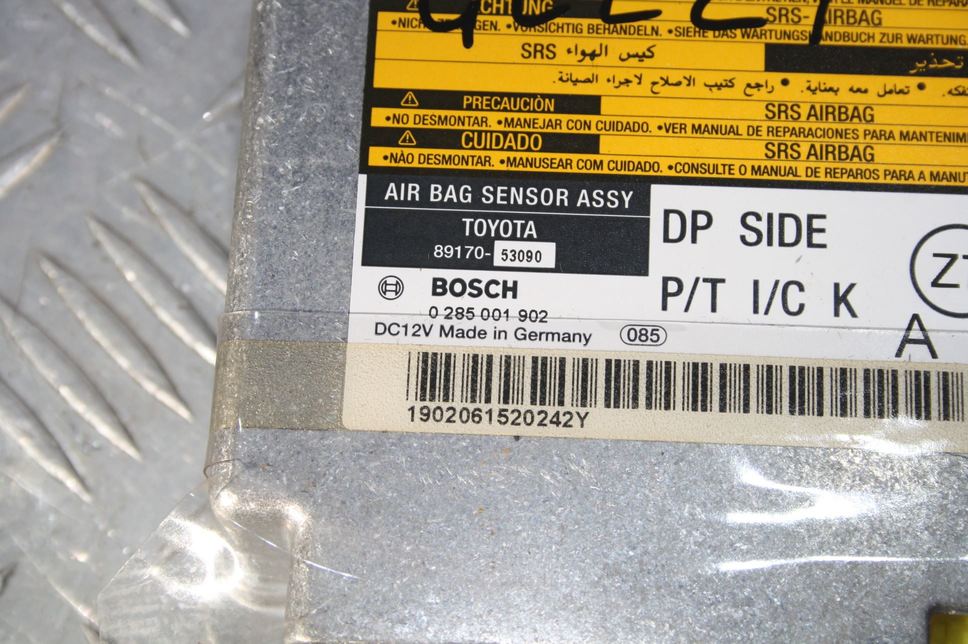 ACHTUNG
SRS-AIRBAG
•VORSICHTIG BEHANDELN. •SIEHE DAS WARTUNGSHANDBUCH ZUR WARTUNG
SRS كيس الهواء
تحذير
• تعامل معه بعناية. • راجع كتيب الاصلاح لاجراء الصيانة.
PRECAUCIÒN
SRS AIRBAG
•NO DESMONTAR. •MANEJAR CON CUIDADO. •VER MANUAL DE REPARACIONES PARA MANTENIM
CUIDADO
SRS AIRBAG
•NÀO DESMONTAR. •MANUSEAR COM CUIDADO. •CONSULTE O MANUAL DE REPAROS PARA A MANUT
AIR BAG SENSOR ASSY
TOYOTA
89170-53090
DP SIDE
P/T I/C K
BOSCH
0 285 001 902
DC12V Made in Germany 085
A
1902061520242Y